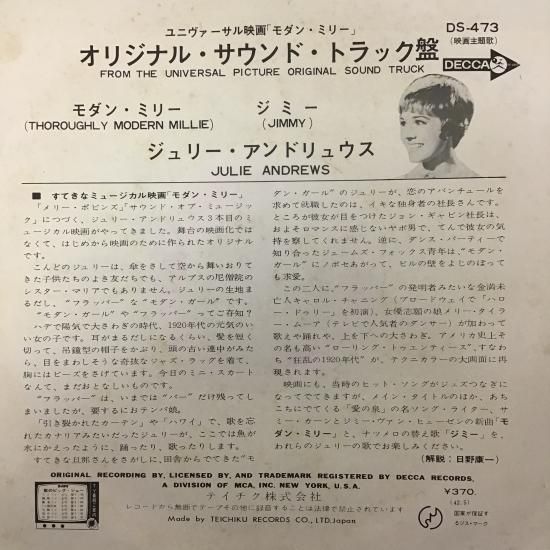 ユニヴァーサル映画「モダン・ミリー」
オリジナル・サウンド・トラック盤
FROM THE UNIVERSAL PICTURE ORIGINAL SOUND TRUCK
DS-473
(映画主題歌)
DECCA
モダン・ミリー
(THOROUGHLY MODERN MILLIE)
ジミー
(JIMMY)
ジュリー・アンドリュウス
JULIE ANDREWS
■ すてきなミュージカル映画「モダン・ミリー」
「メリー・ポピンズ」「サウンド・オブ・ミュージッ
ク」につづく、ジュリー・アンドリュウス3本目のミ
ュージカル映画がやってきました。舞台の映画化では
なくて、はじめから映画のために作られたオリジナル
です。
こんどのジュリーは、傘をさして空から舞いおりて
きた子供たちのよき友だちでも、アルプスの尼僧院の
シスター・マリアでもありません。ジュリーの生地ま
るだし、“フラッパー”な“モダン・ガール”です。
“モダン・ガール”や“フラッパー”ってご存知？
ハデで陽気で大さわぎの時代、1920年代の元気のい
い女の子です。耳がまるだしになるくらい、髪を短く
切って、吊鐘型の帽子をかぶり、頭の古い連中がみた
ら、目をまわしそうな奇抜なジャズ・ラッグを着て、
胸にはビーズをさげています。今日のミニ・スカート
なんて、まだおとなしいものです。
“フラッパー”は、いまでは“パー”だけ残ってし
まいましたが、要するにおテンバ娘。
「引き裂かれたカーテン」や「ハワイ」で、歌を忘
れたカナリアみたいだったジュリーが、ここでは魚が
水にかえったように、踊ったり、歌ったりします。
すてきな旦那さんをさがしに田舎からでてきた“モ
ダン・ガール”のジュリーが、恋のアバンチュールを
求めて就職したのは、イキな独身者の社長さんです。
ところが彼女が目をつけたジョン・ギャビン社長は、
およそロマンスに感じないヤボ男で、てんで彼女の気
持を察してくれません。逆に、ダンス・パーティーで
知り合ったジェームズ・フォックス青年は、“モダン・
ガール”にノボセあがって、ビルの壁をよじのぼって
も求愛。
この二人に、“フラッパー”の発明者みたいな金満未
亡人キャロル・チャニング（ブロードウェイで「ハロ
ー・ドゥリー」を初演）、女優志願の娘メリー・タイラ
ー・ムーア（テレビで人気者のダンサー）が加わって
歌えや踊れや、上を下への大さわぎ。アメリカ史上そ
の名も高い“ローリング・トゥエンティース”、すなわ
ち“狂乱の1920年代”が、テクニカラーの大画面に再
現されます。
映画にも、当時のヒット・ソングがジュズつなぎに
なってでてきますが、メイン・タイトルのほか、あち
こちにでてくる「愛の泉」の名ソング・ライター、サ
ミー・カーンとジミー・ヴァン・ヒューゼンの新曲「モ
ダン・ミリー」と、ナツメロの替え歌「ジミー」を、
われらのジュリーの歌でお楽しみください。
(解説：日野康一)
ORIGINAL RECORDING BY, LICENSED BY, AND TRADEMARK REGISTERED BY DECCA RECORDS,
A DIVISION OF MCA, INC. NEW YORK, U.S.A.
テイチク株式会社
レコードから無断でテープその他に録音することは法律で禁止されています
Made by TEICHIKU RECORDS CO., LTD. Japan
¥370.
(42.5)
国家が保証する